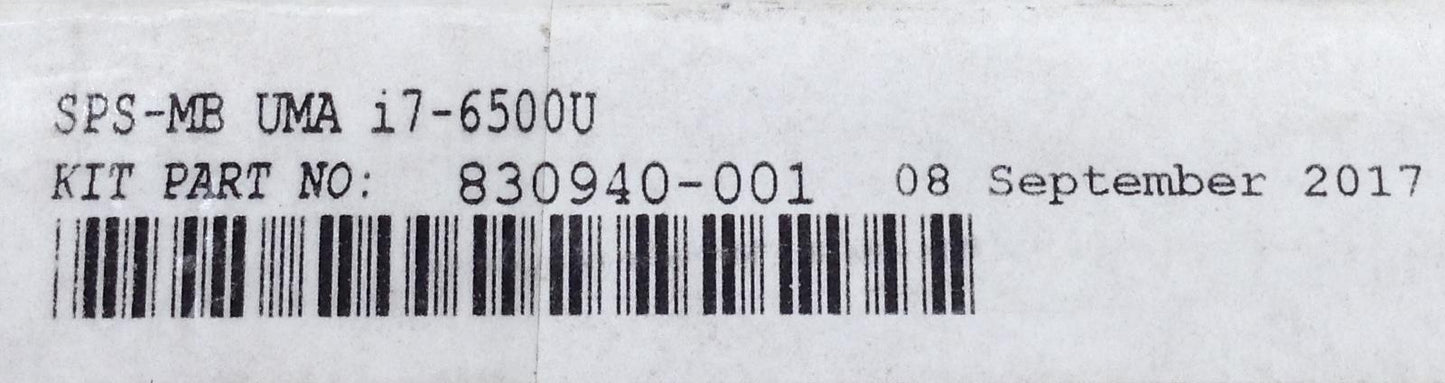 SPS-MB UMA i7-6500U
KIT PART NO: 830940-001 08 September 2017